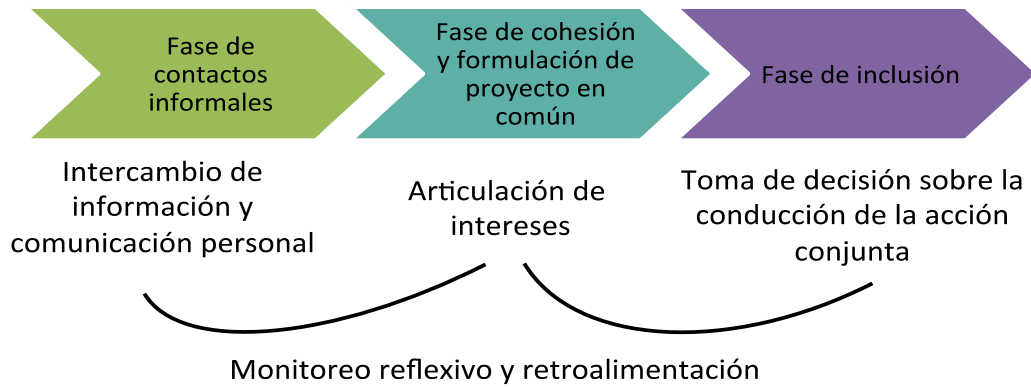 Fase de
contactos
informales
Fase de cohesión
y formulación de
proyecto en
común
Fase de inclusión
Intercambio de
información y
comunicación personal
Articulación de
intereses
Toma de decisión sobre la
conducción de la acción
conjunta
Monitoreo reflexivo y retroalimentación